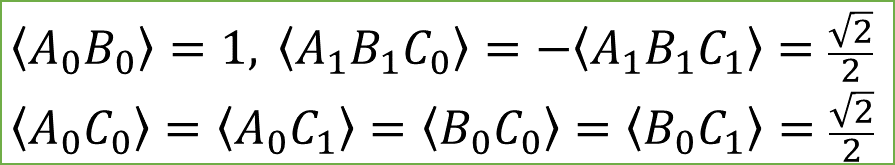 ⟨A₀B₀⟩ = 1, ⟨A₁B₁C₀⟩ = −⟨A₁B₁C₁⟩ = √2/2
⟨A₀C₀⟩ = ⟨A₀C₁⟩ = ⟨B₀C₀⟩ = ⟨B₀C₁⟩ = √2/2